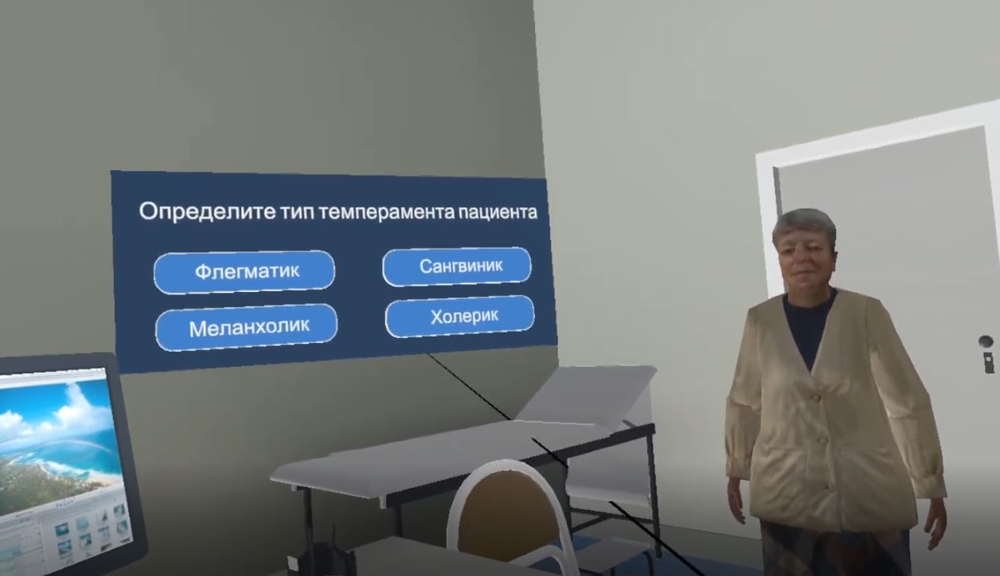 Определите тип темперамента пациента
Флегматик
Сангвиник
Меланхолик
Холерик